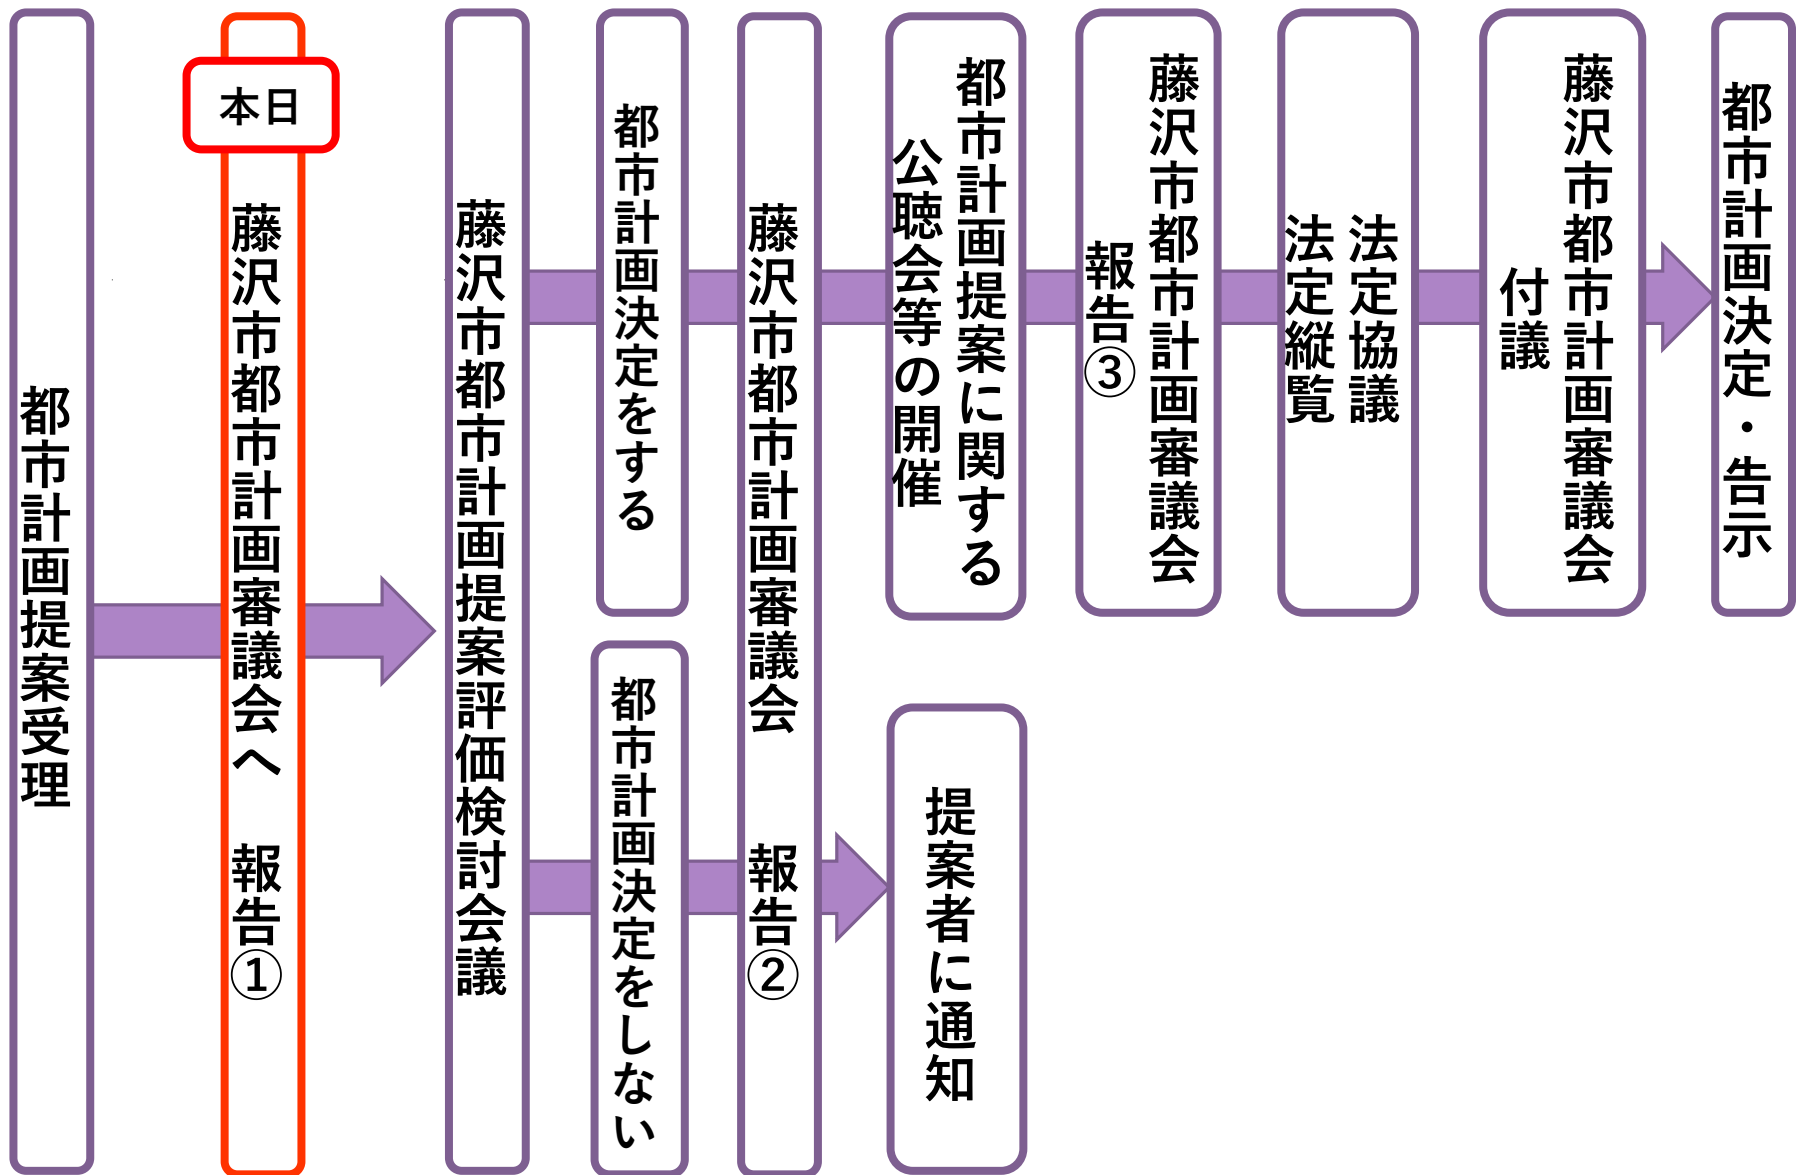 都市計画提案受理
本日
藤沢市都市計画審議会へ　報告①
藤沢市都市計画提案評価検討会議
都市計画決定をする
都市計画決定をしない
藤沢市都市計画審議会　報告②
都市計画提案に関する
公聴会等の開催
提案者に通知
藤沢市都市計画審議会
報告③
法定協議
法定縦覧
藤沢市都市計画審議会
付議
都市計画決定・告示